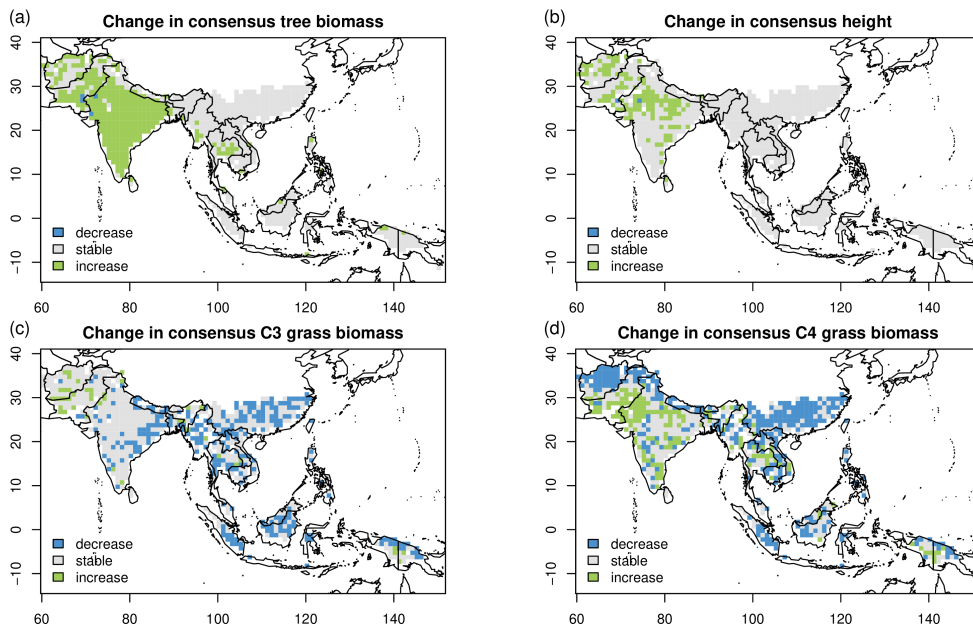 (a)
Change in consensus tree biomass
40
30
20
10
0
−10
decrease
stable
increase
60 80 100 120 140
(b)
Change in consensus height
40
30
20
10
0
−10
decrease
stable
increase
60 80 100 120 140
(c)
Change in consensus C3 grass biomass
40
30
20
10
0
−10
decrease
stable
increase
60 80 100 120 140
(d)
Change in consensus C4 grass biomass
40
30
20
10
0
−10
decrease
stable
increase
60 80 100 120 140